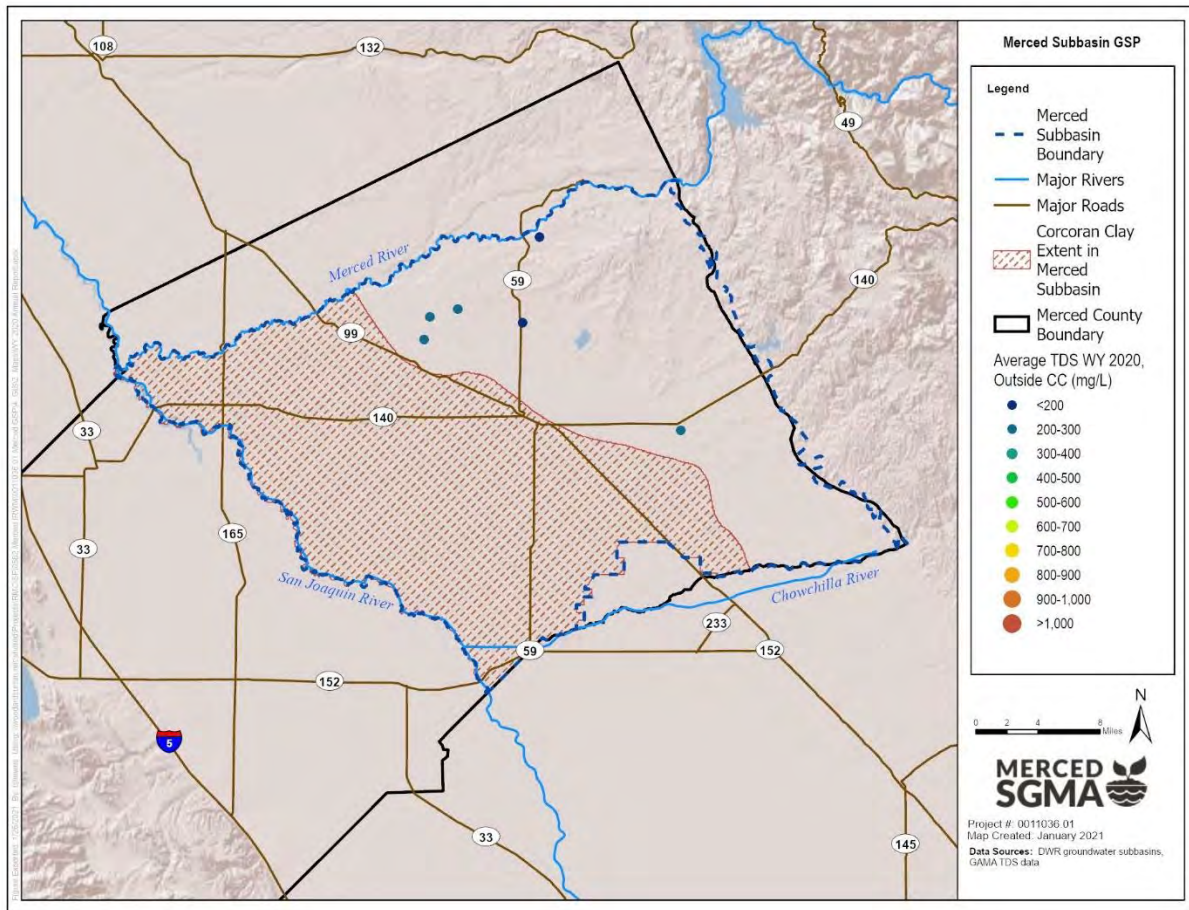 108
132
49
Merced River
59
140
99
140
33
165
33
San Joaquin River
Chowchilla River
233
59
152
152
5
33
145
Merced Subbasin GSP
Legend
Merced
Subbasin
Boundary
Major Rivers
Major Roads
Corcoran Clay
Extent in
Merced
Subbasin
Merced County
Boundary
Average TDS WY 2020,
Outside CC (mg/L)
<200
200-300
300-400
400-500
500-600
600-700
700-800
800-900
900-1,000
>1,000
N
0 2 4 8
Miles
MERCED
SGMA
Project #: 0011036.01
Map Created: January 2021
Data Sources: DWR groundwater subbasins,
GAMA TDS data